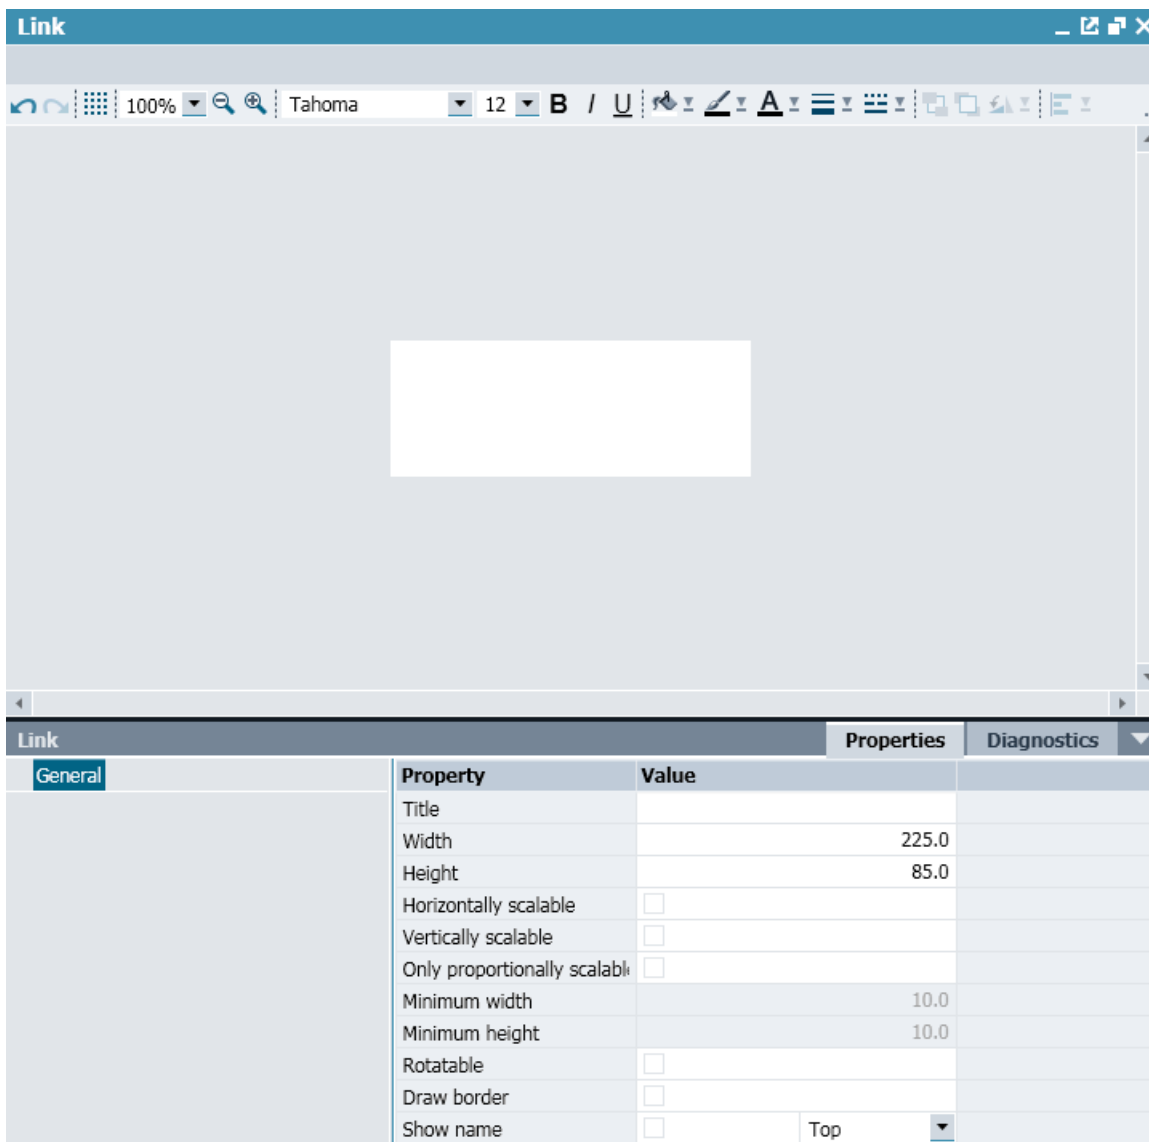 Link
100% Tahoma 12 B I U A
Link Properties Diagnostics
General
Property Value
Title
Width 225.0
Height 85.0
Horizontally scalable
Vertically scalable
Only proportionally scalabl
Minimum width 10.0
Minimum height 10.0
Rotatable
Draw border
Show name Top